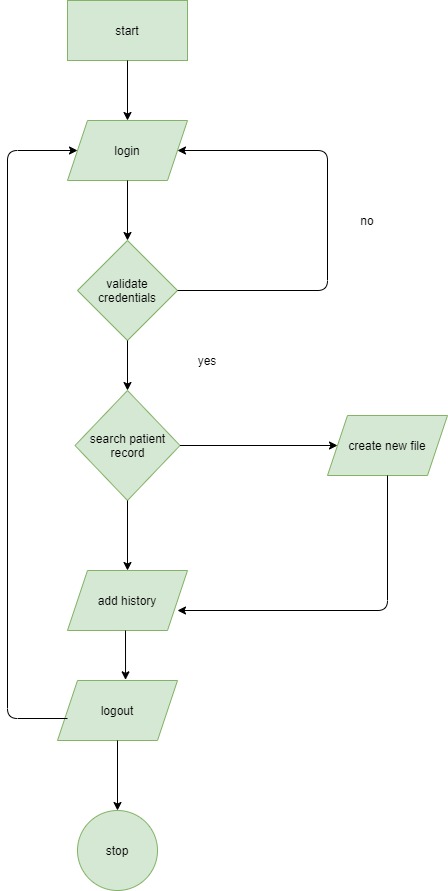 start
login
no
validate
credentials
yes
search patient
record
create new file
add history
logout
stop